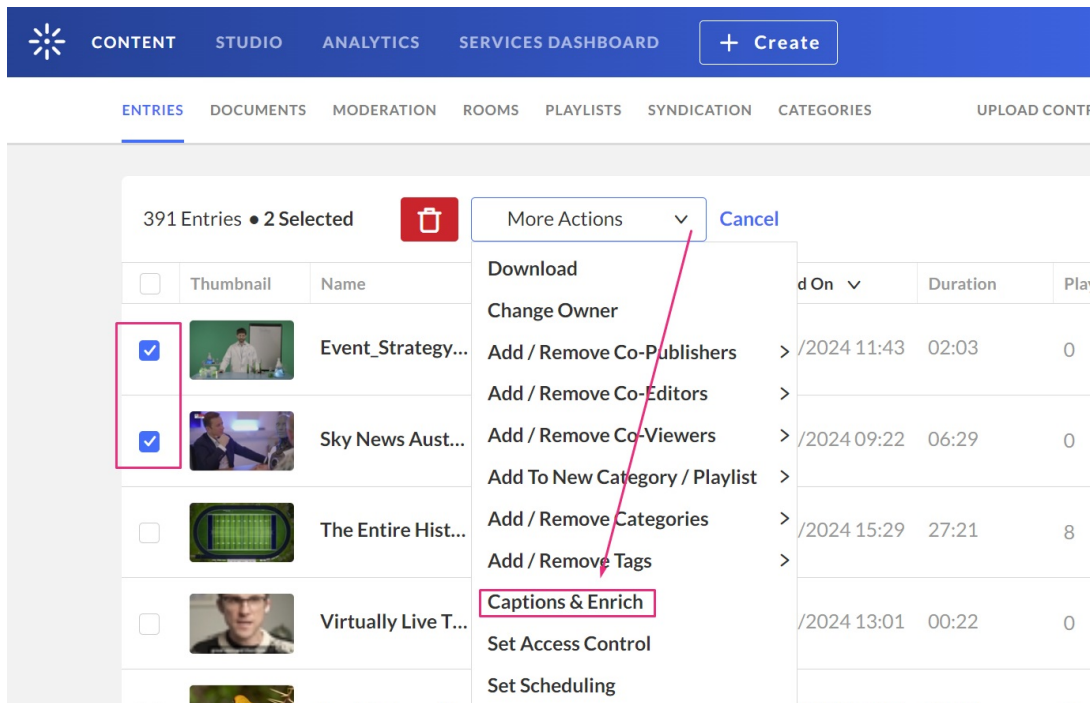 CONTENT STUDIO ANALYTICS SERVICES DASHBOARD + Create
ENTRIES DOCUMENTS MODERATION ROOMS PLAYLISTS SYNDICATION CATEGORIES UPLOAD CONTR
391 Entries • 2 Selected More Actions Cancel
Download
Thumbnail Name d On Duration Play
Change Owner
Event_Strategy... Add / Remove Co-Publishers /2024 11:43 02:03 0
Add / Remove Co-Editors
Sky News Aust... Add / Remove Co-Viewers /2024 09:22 06:29 0
Add To New Category / Playlist
The Entire Hist... Add / Remove Categories /2024 15:29 27:21 8
Add / Remove Tags
Captions & Enrich
Virtually Live T... /2024 13:01 00:22 0
Set Access Control
Set Scheduling